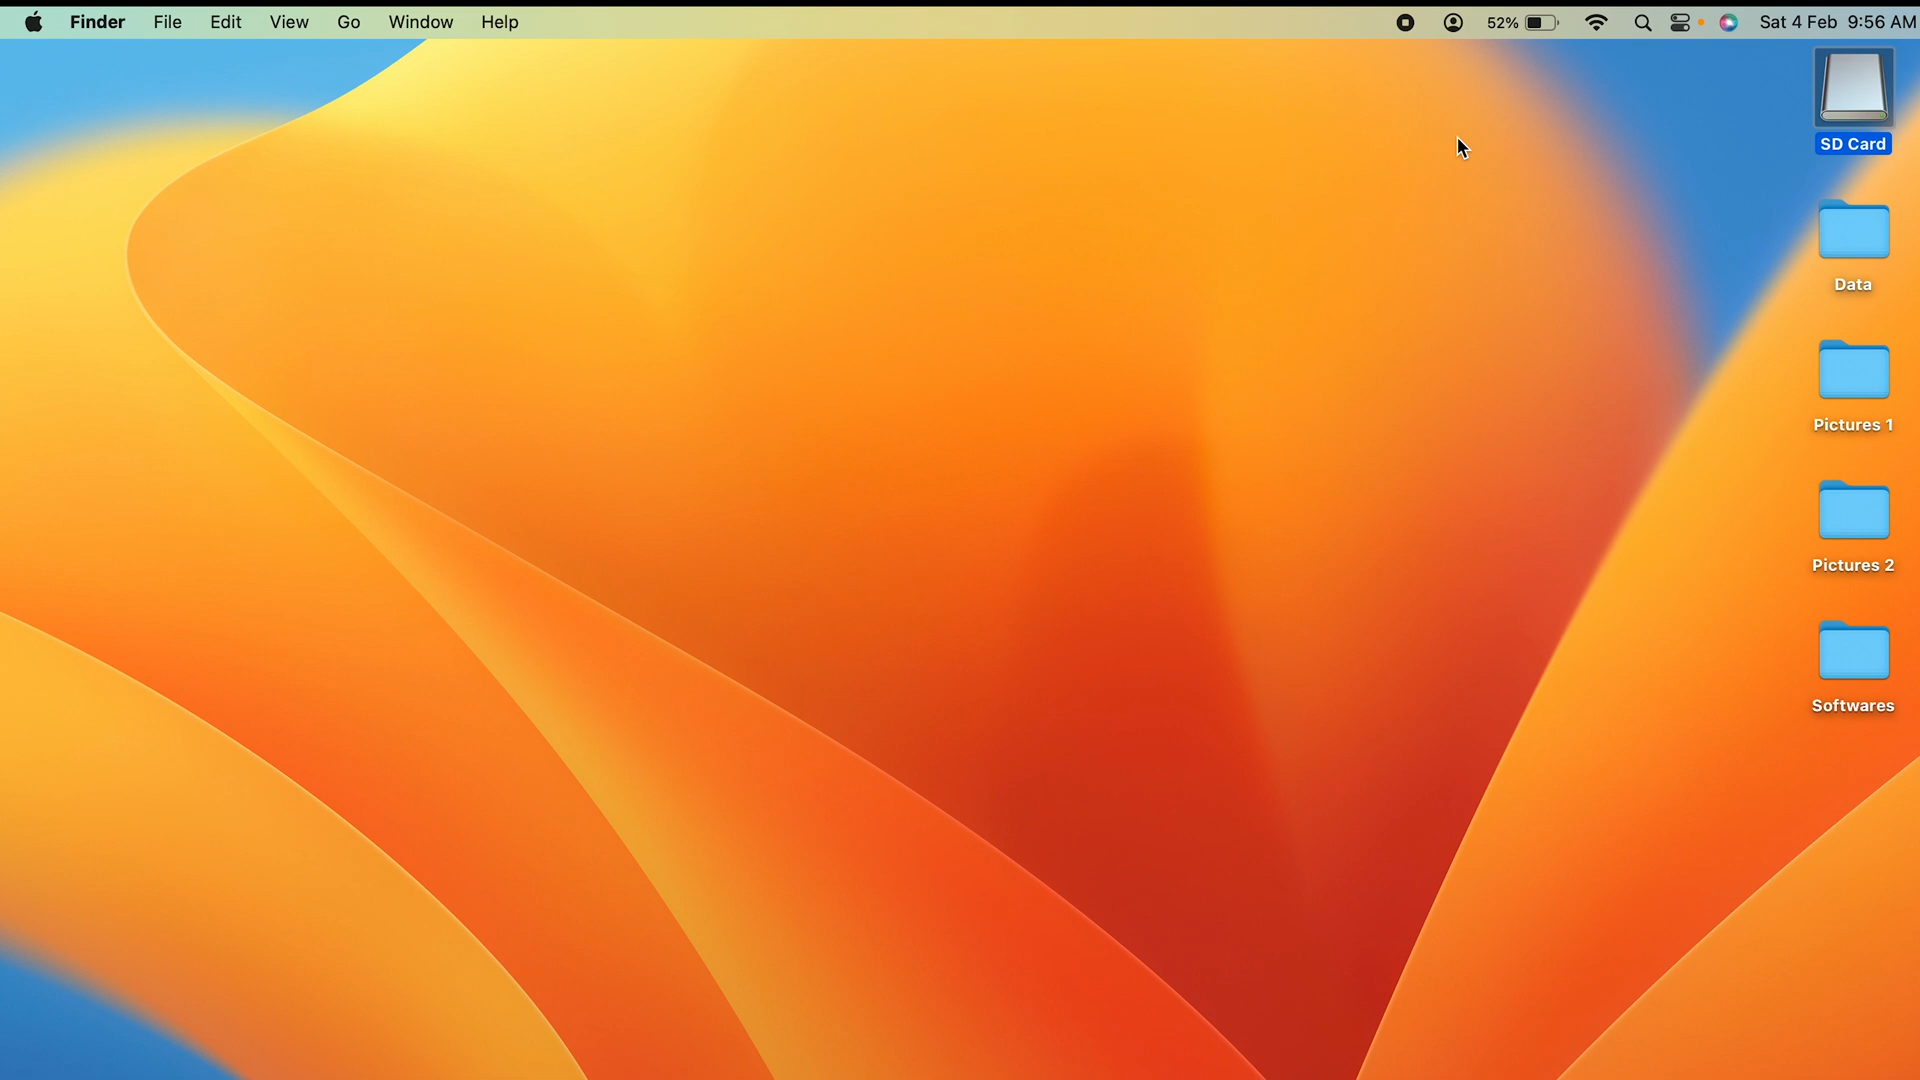 Finder File Edit View Go Window Help 52% Sat 4 Feb 9:56 AM
SD Card
Data
Pictures 1
Pictures 2
Softwares